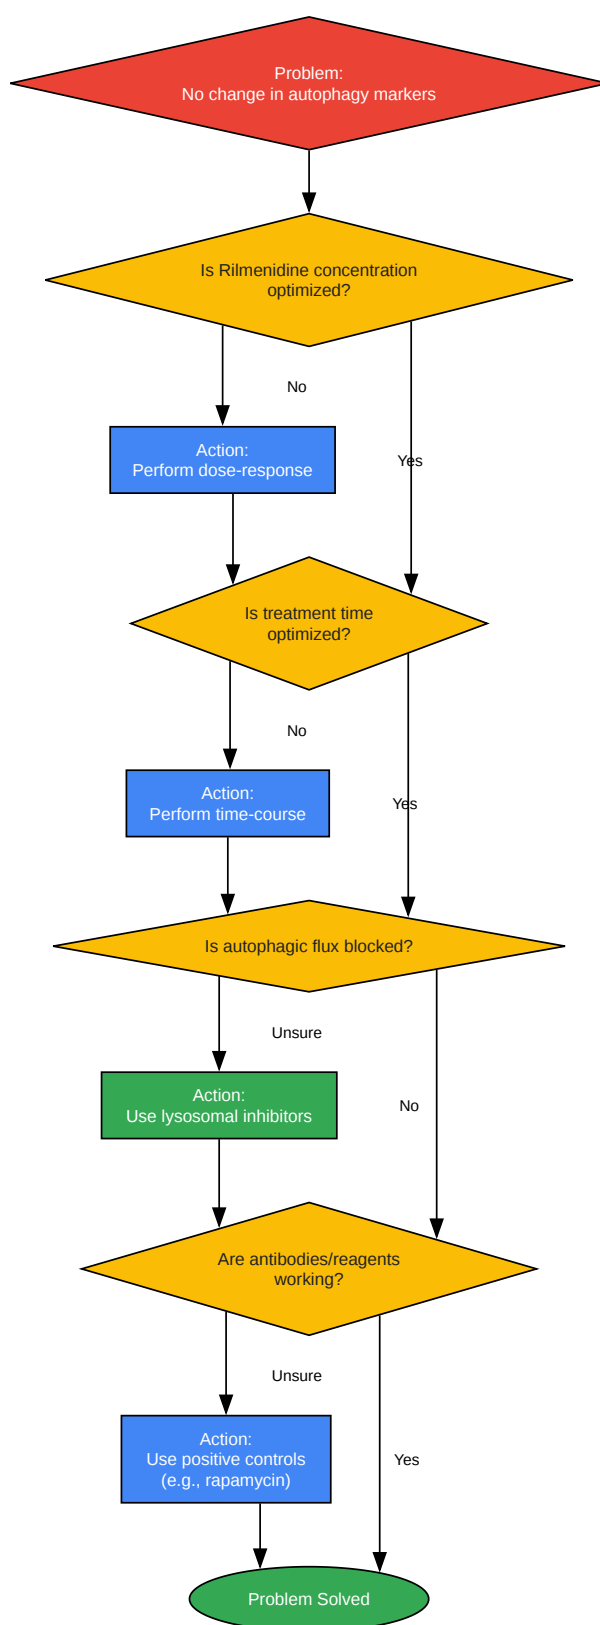 Problem:
No change in autophagy markers
Is Rilmenidine concentration
optimized?
No
Action:
Perform dose-response
Yes
Is treatment time
optimized?
No
Action:
Perform time-course
Yes
Is autophagic flux blocked?
Unsure
Action:
Use lysosomal inhibitors
No
Are antibodies/reagents
working?
Unsure
Action:
Use positive controls
(e.g., rapamycin)
Yes
Problem Solved